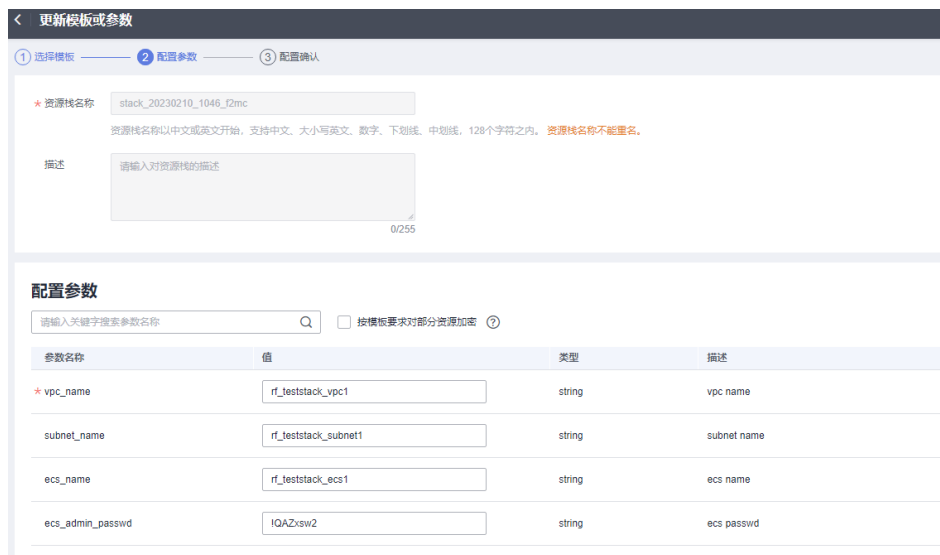 更新模板或参数
1 选择模板 2 配置参数 3 配置确认
* 资源栈名称 stack_20230210_1046_f2mc
资源栈名称以中文或英文开始，支持中文、大小写英文、数字、下划线、中划线，128个字符之内。 资源栈名称不能重名。
描述 请输入对资源栈的描述
0/255
配置参数
请输入关键字搜索参数名称 按模板要求对部分资源加密 ?
参数名称 值 类型 描述
* vpc_name rf_teststack_vpc1 string vpc name
subnet_name rf_teststack_subnet1 string subnet name
ecs_name rf_teststack_ecs1 string ecs name
ecs_admin_passwd !QAZxsw2 string ecs passwd